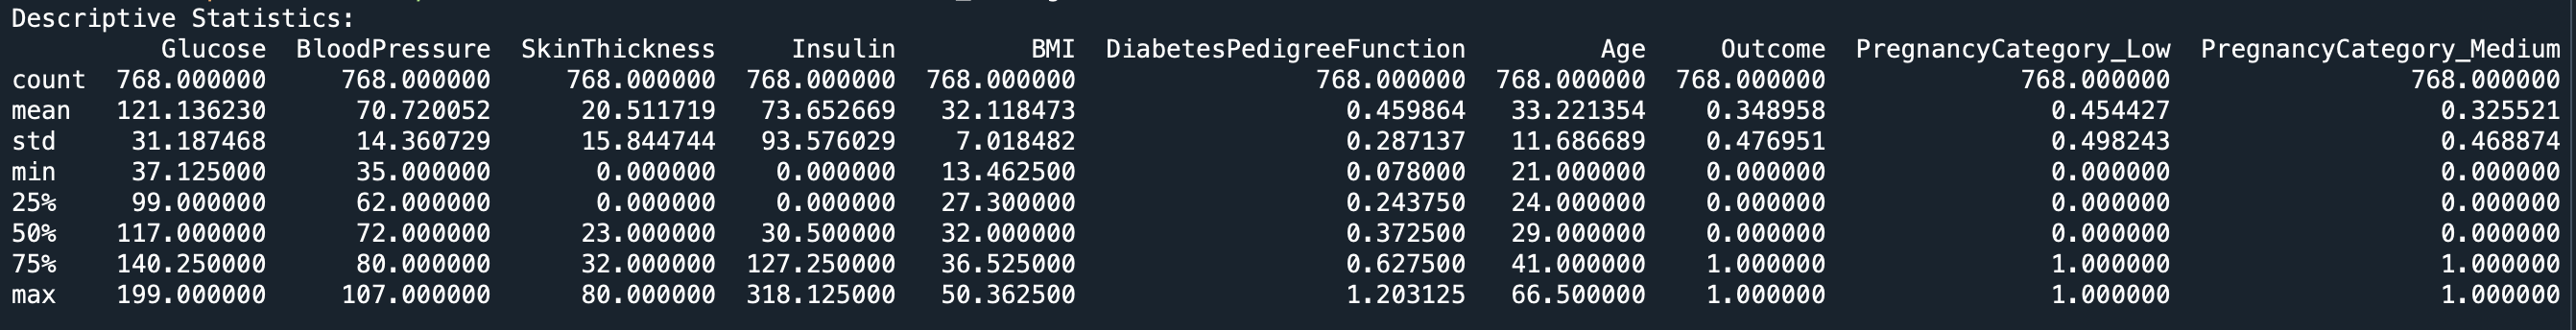 Descriptive Statistics:
Glucose BloodPressure SkinThickness Insulin BMI DiabetesPedigreeFunction Age Outcome PregnancyCategory_Low PregnancyCategory_Medium
count 768.000000 768.000000 768.000000 768.000000 768.000000 768.000000 768.000000 768.000000 768.000000 768.000000
mean 121.136230 70.720052 20.511719 73.652669 32.118473 0.459864 33.221354 0.348958 0.454427 0.325521
std 31.187468 14.360729 15.844744 93.576029 7.018482 0.287137 11.686689 0.476951 0.498243 0.468874
min 37.125000 35.000000 0.000000 0.000000 13.462500 0.078000 21.000000 0.000000 0.000000 0.000000
25% 99.000000 62.000000 0.000000 0.000000 27.300000 0.243750 24.000000 0.000000 0.000000 0.000000
50% 117.000000 72.000000 23.000000 30.500000 32.000000 0.372500 29.000000 0.000000 0.000000 0.000000
75% 140.250000 80.000000 32.000000 127.250000 36.525000 0.627500 41.000000 1.000000 1.000000 1.000000
max 199.000000 107.000000 80.000000 318.125000 50.362500 1.203125 66.500000 1.000000 1.000000 1.000000